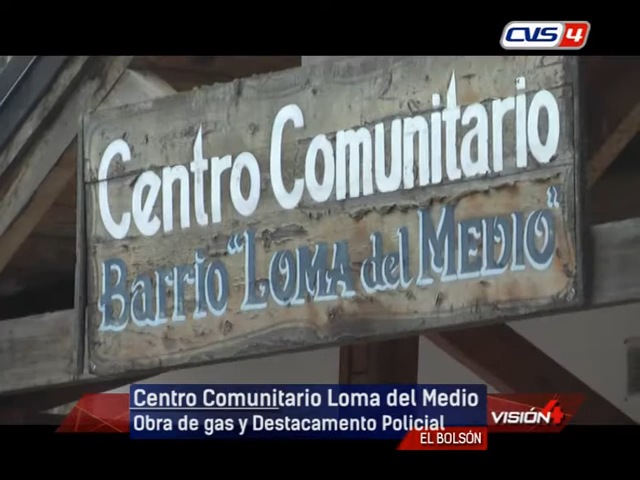 CVS 4
Centro Comunitario
Barrio "LOMA del MEDIO"
Centro Comunitario Loma del Medio
Obra de gas y Destacamento Policial
EL BOLSÓN
VISIÓN 4